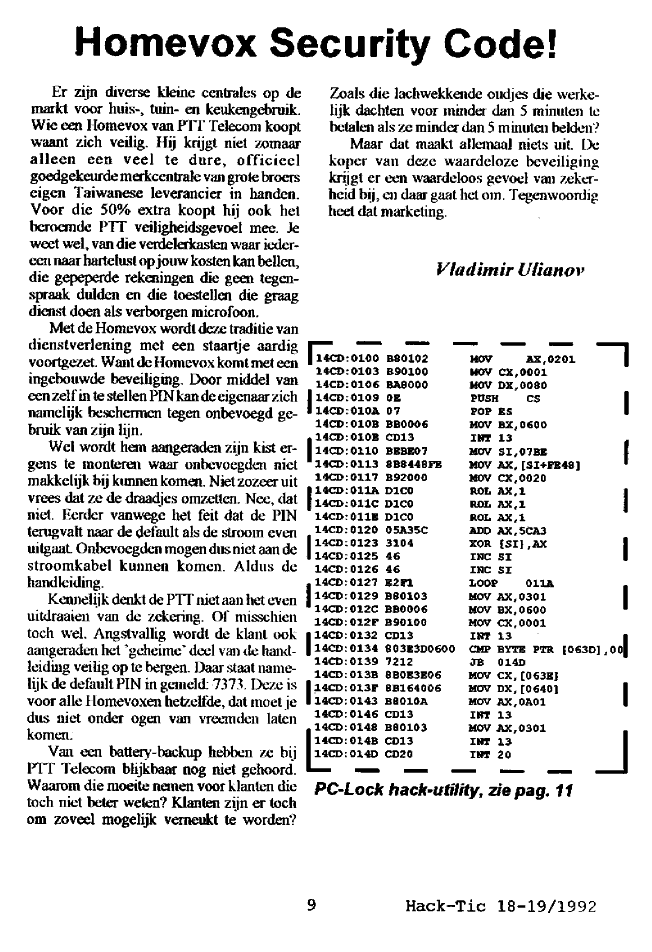 Homevox Security Code!
Er zijn diverse kleine centrales op de
markt voor huis-, tuin- en keukengebruik.
Wie een Homevox van PTT Telecom koopt
waant zich veilig. Hij krijgt niet zomaar
alleen een veel te dure, officieel
goedgekeurde merkcentrale van grote broers
eigen Taiwanese leverancier in handen.
Voor die 50% extra koopt hij ook het
beroemde PTT veiligheidsgevoel mee. Je
weet wel, van die verdelerkasten waar ieder-
een naar hartelust op jouw kosten kan bellen,
die gepeperde rekeningen die geen tegen-
spraak dulden en die toestellen die graag
dienst doen als verborgen microfoon.
Met de Homevox wordt deze traditie van
dienstverlening met een staartje aardig
voortgezet. Want de Homevox komt met een
ingebouwde beveiliging. Door middel van
een zelf in te stellen PIN kan de eigenaar zich
namelijk beschermen tegen onbevoegd ge-
bruik van zijn lijn.
Wel wordt hem aangeraden zijn kist er-
gens te monteren waar onbevoegden niet
makkelijk bij kunnen komen. Niet zozeer uit
vrees dat ze de draadjes omzetten. Nee, dat
niet. Eerder vanwege het feit dat de PIN
terugvalt naar de default als de stroom even
uitgaat. Onbevoegden mogen dus niet aan de
stroomkabel kunnen komen. Aldus de
handleiding.
Kennelijk denkt de PTT niet aan het even
uitdraaien van de zekering. Of misschien
toch wel. Angstvallig wordt de klant ook
aangeraden het 'geheime' deel van de hand-
leiding veilig op te bergen. Daar staat name-
lijk de default PIN in gemeld: 7373. Deze is
voor alle Homevoxen hetzelfde, dat moet je
dus niet onder ogen van vreemden laten
komen.
Van een battery-backup hebben ze bij
PTT Telecom blijkbaar nog niet gehoord.
Waarom die moeite nemen voor klanten die
toch niet beter weten? Klanten zijn er toch
om zoveel mogelijk verneukt te worden?
Zoals die lachwekkende oudjes die werke-
lijk dachten voor minder dan 5 minuten te
betalen als ze minder dan 5 minuten belden?
Maar dat maakt allemaal niets uit. De
koper van deze waardeloze beveiliging
krijgt er een waardeloos gevoel van zeker-
heid bij, en daar gaat het om. Tegenwoordig
heet dat marketing.
Vladimir Ulianov
14CD:0100 B80102 MOV AX,0201
14CD:0103 B90100 MOV CX,0001
14CD:0106 BA8000 MOV DX,0080
14CD:0109 0E PUSH CS
14CD:010A 07 POP ES
14CD:010B BB0006 MOV BX,0600
14CD:010E CD13 INT 13
14CD:0110 BEBE07 MOV SI,07BE
14CD:0113 8B8448FE MOV AX,[SI+FE48]
14CD:0117 B92000 MOV CX,0020
14CD:011A D1C0 ROL AX,1
14CD:011C D1C0 ROL AX,1
14CD:011E D1C0 ROL AX,1
14CD:0120 05A35C ADD AX,5CA3
14CD:0123 3104 XOR [SI],AX
14CD:0125 46 INC SI
14CD:0126 46 INC SI
14CD:0127 E2F1 LOOP 011A
14CD:0129 B80103 MOV AX,0301
14CD:012C BB0006 MOV BX,0600
14CD:012F B90100 MOV CX,0001
14CD:0132 CD13 INT 13
14CD:0134 803E3D0600 CMP BYTE PTR [063D],00
14CD:0139 7212 JB 014D
14CD:013B 8B0E3E06 MOV CX,[063E]
14CD:013F 8B164006 MOV DX,[0640]
14CD:0143 B8010A MOV AX,0A01
14CD:0146 CD13 INT 13
14CD:0148 B80103 MOV AX,0301
14CD:014B CD13 INT 13
14CD:014D CD20 INT 20
PC-Lock hack-utility, zie pag. 11
9 Hack-Tic 18-19/1992